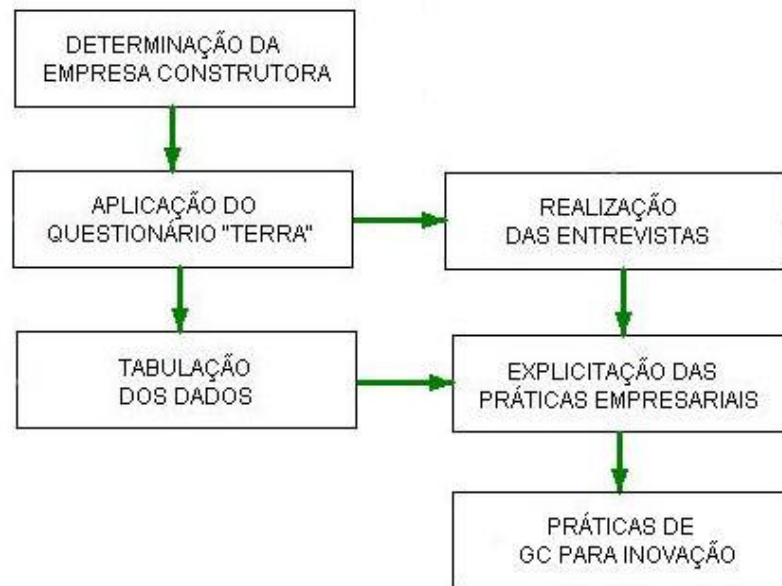 DETERMINAÇÃO DA
EMPRESA CONSTRUTORA
APLICAÇÃO DO
QUESTIONÁRIO "TERRA"
REALIZAÇÃO
DAS ENTREVISTAS
TABULAÇÃO
DOS DADOS
EXPLICITAÇÃO DAS
PRÁTICAS EMPRESARIAIS
PRÁTICAS DE
GC PARA INOVAÇÃO